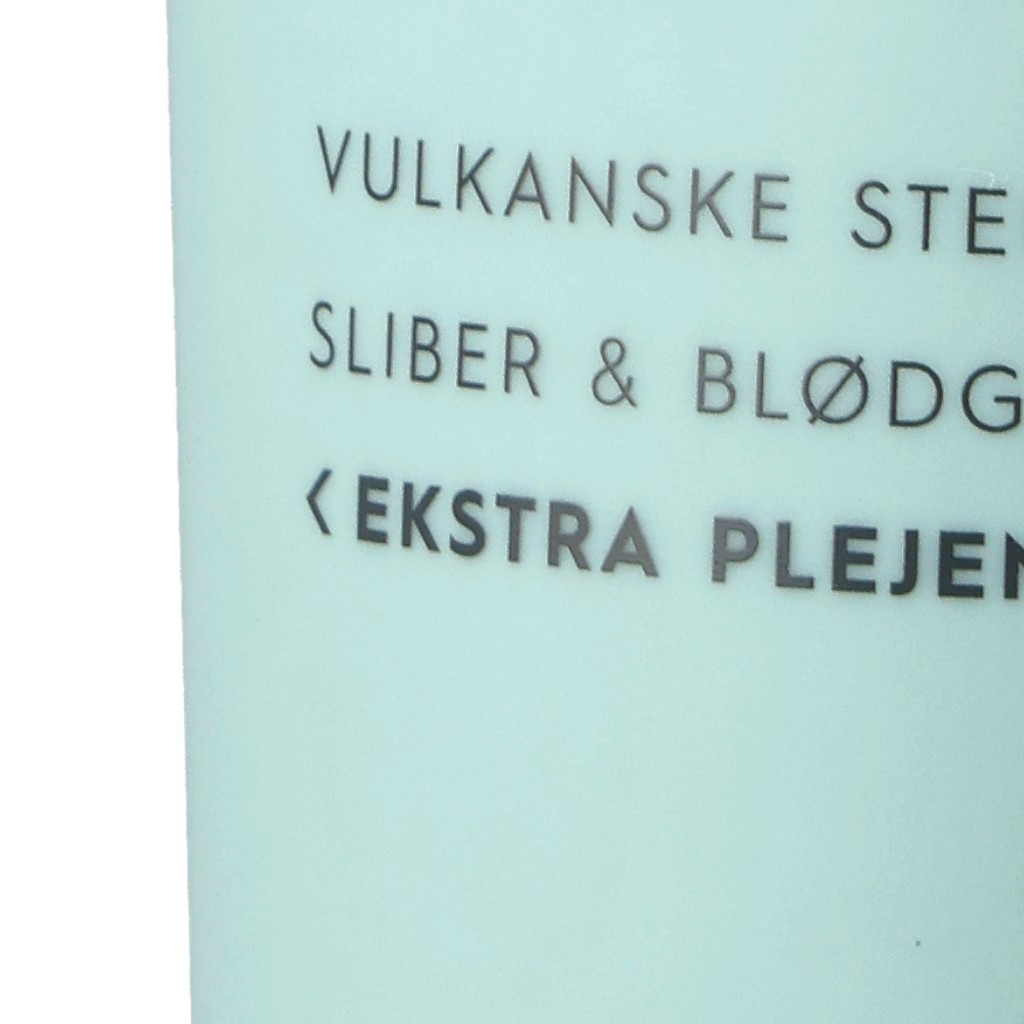 VULKANSKE STE
SLIBER & BLØDG
‹EKSTRA PLEJEN